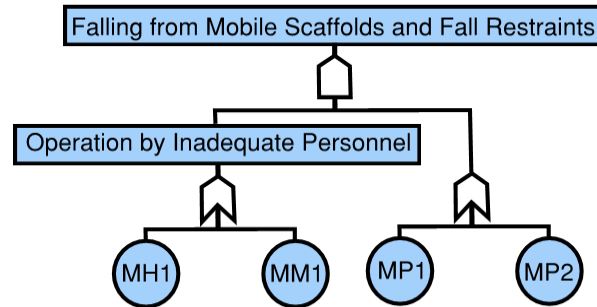 Falling from Mobile Scaffolds and Fall Restraints
Operation by Inadequate Personnel
MH1
MM1
MP1
MP2